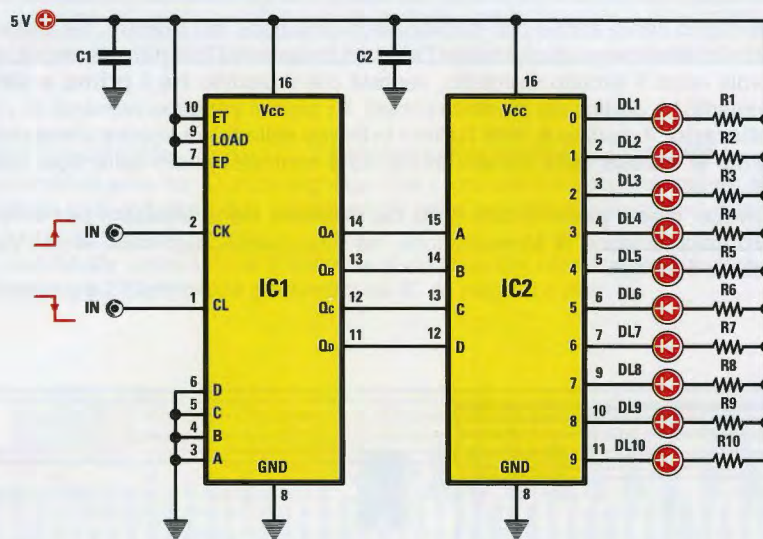 5 V
C1
C2
16
16
Vcc
Vcc
10 ET
9 LOAD
7 EP
IN 2 CK
IN 1 CL
6 D
5 C
4 B
3 A
QA 14
QB 13
QC 12
QD 11
IC1
GND
8
15 A
14 B
13 C
12 D
IC2
GND
8
0 1 DL1 R1
1 2 DL2 R2
2 3 DL3 R3
3 4 DL4 R4
4 5 DL5 R5
5 6 DL6 R6
6 7 DL7 R7
7 9 DL8 R8
8 10 DL9 R9
9 11 DL10 R10